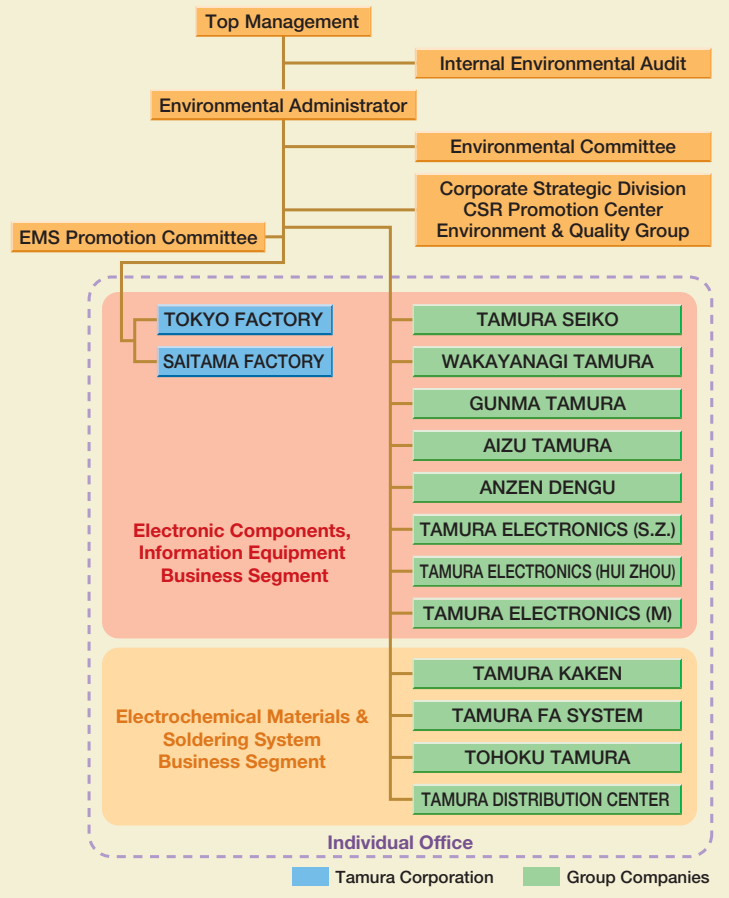 Top Management
Internal Environmental Audit
Environmental Administrator
Environmental Committee
Corporate Strategic Division
CSR Promotion Center
Environment & Quality Group
EMS Promotion Committee
TOKYO FACTORY
SAITAMA FACTORY
TAMURA SEIKO
WAKAYANAGI TAMURA
GUNMA TAMURA
AIZU TAMURA
ANZEN DENGU
TAMURA ELECTRONICS (S.Z.)
TAMURA ELECTRONICS (HUI ZHOU)
TAMURA ELECTRONICS (M)
Electronic Components,
Information Equipment
Business Segment
TAMURA KAKEN
TAMURA FA SYSTEM
TOHOKU TAMURA
TAMURA DISTRIBUTION CENTER
Electrochemical Materials &
Soldering System
Business Segment
Individual Office
Tamura Corporation
Group Companies